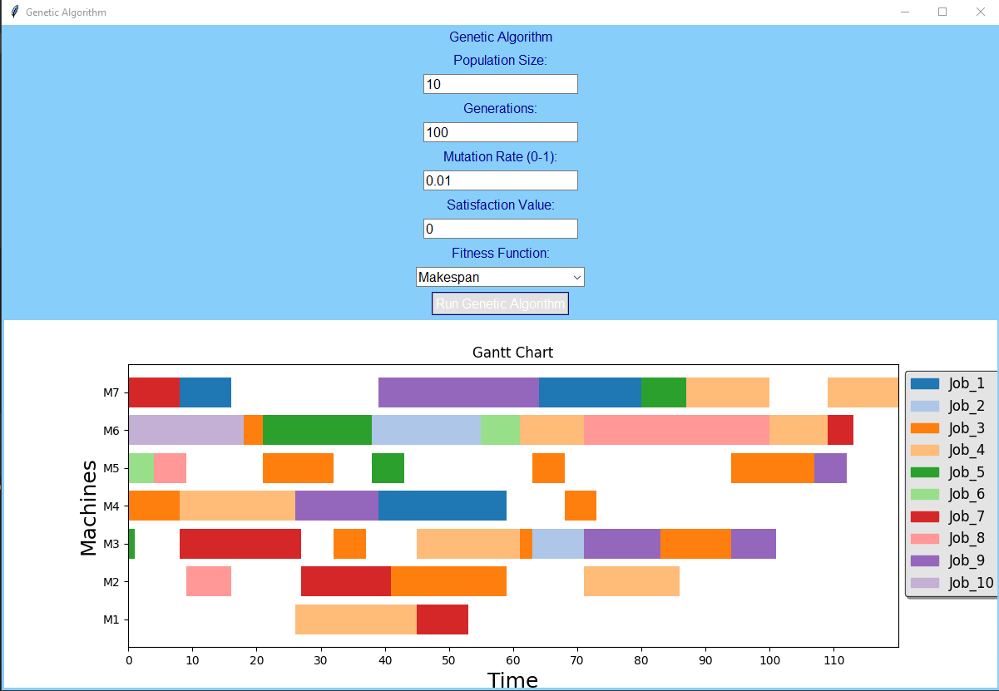 Genetic Algorithm
Genetic Algorithm
Population Size:
10
Generations:
100
Mutation Rate (0-1):
0.01
Satisfaction Value:
0
Fitness Function:
Makespan
Run Genetic Algorithm
Gantt Chart
Machines
M7
M6
M5
M4
M3
M2
M1
0 10 20 30 40 50 60 70 80 90 100 110
Time
Job_1
Job_2
Job_3
Job_4
Job_5
Job_6
Job_7
Job_8
Job_9
Job_10